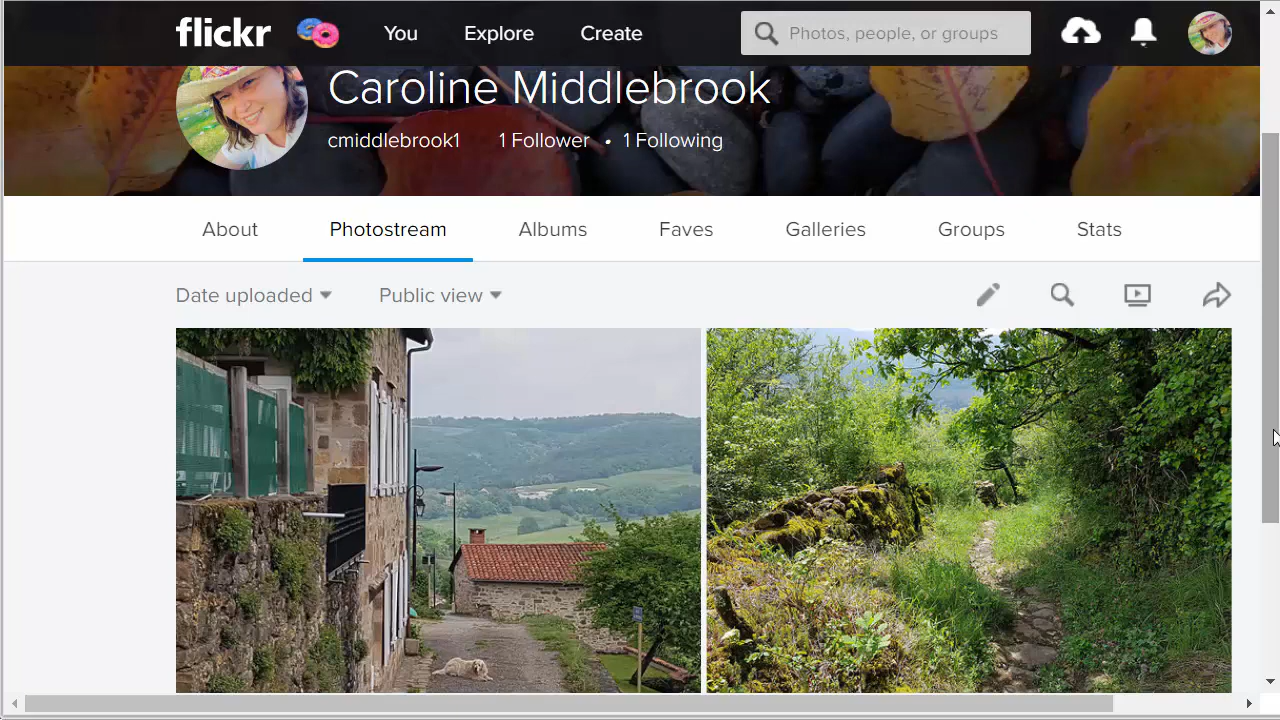 flickr You Explore Create Photos, people, or groups
Caroline Middlebrook
cmiddlebrook1 1 Follower • 1 Following
About Photostream Albums Faves Galleries Groups Stats
Date uploaded Public view